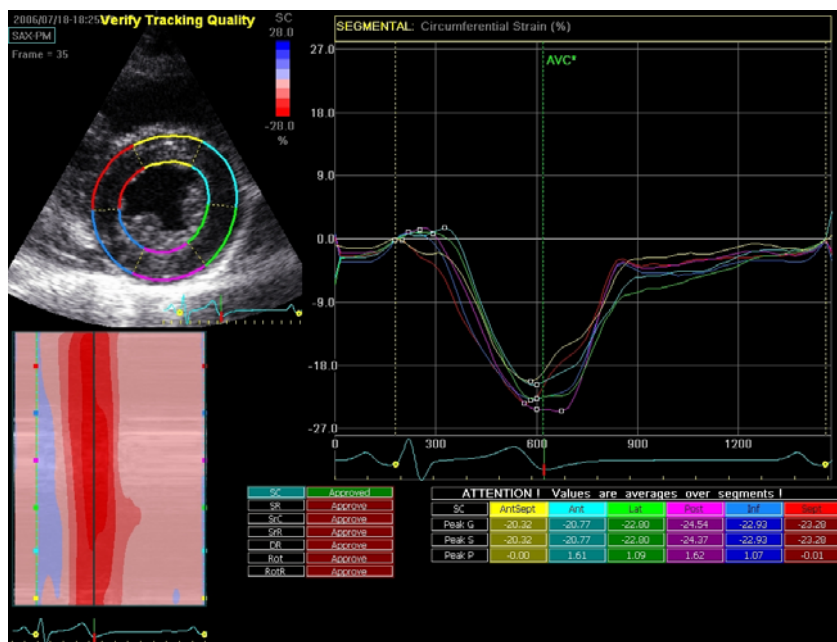 2006/07/18-18:25
Verify Tracking Quality
SAX-PM
Frame = 35
SC
28.0
-28.0
%
SEGMENTAL: Circumferential Strain (%)
AVC*
27.0
18.0
9.0
0.0
-9.0
-18.0
-27.0
0 300 600 900 1200
SC Approved
SR Approve
SrC Approve
SrR Approve
DR Approve
Rot Approve
RotR Approve
ATTENTION ! Values are averages over segments !
SC AntSept Ant Lat Post Inf Sept
Peak G -20.32 -20.77 -22.80 -24.54 -22.93 -23.28
Peak S -20.32 -20.77 -22.80 -24.37 -22.93 -23.28
Peak P -0.00 1.61 1.09 1.62 1.07 -0.01